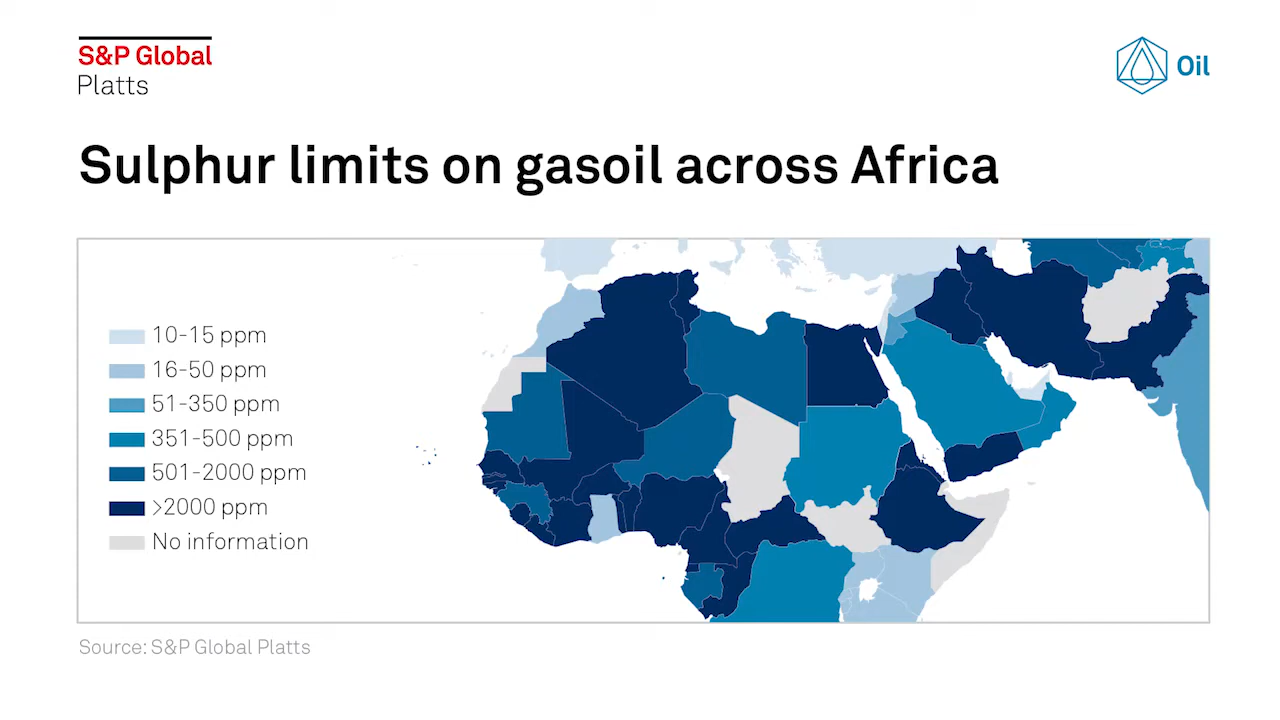 S&P Global
Platts
Oil
Sulphur limits on gasoil across Africa
10-15 ppm
16-50 ppm
51-350 ppm
351-500 ppm
501-2000 ppm
>2000 ppm
No information
Source: S&P Global Platts